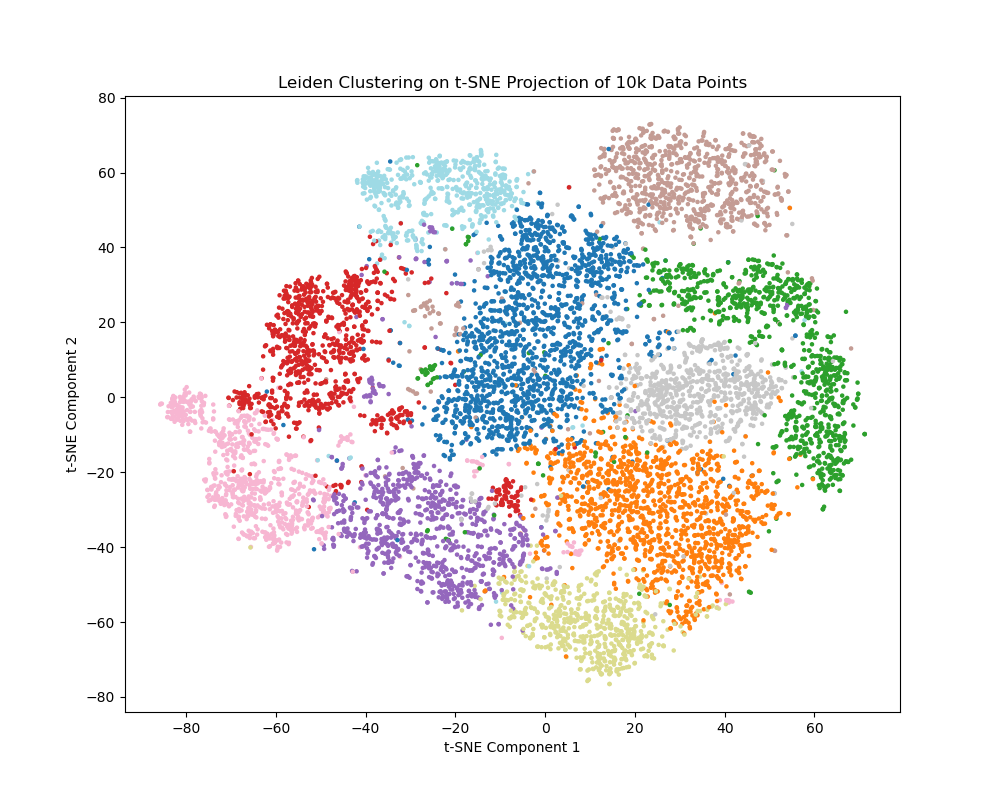 Leiden Clustering on t-SNE Projection of 10k Data Points
80
60
40
20
0
−20
−40
−60
−80
t-SNE Component 2
−80 −60 −40 −20 0 20 40 60
t-SNE Component 1